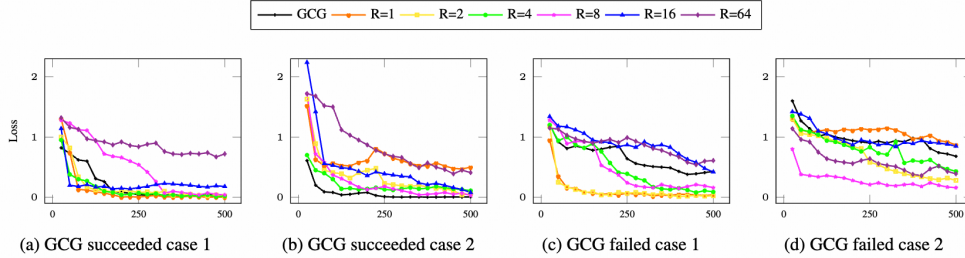 GCG R=1 R=2 R=4 R=8 R=16 R=64
2 2 2 2
Loss 1 1 1 1
0 0 0 0
0 250 500 0 250 500 0 250 500 0 250 500
(a) GCG succeeded case 1 (b) GCG succeeded case 2 (c) GCG failed case 1 (d) GCG failed case 2